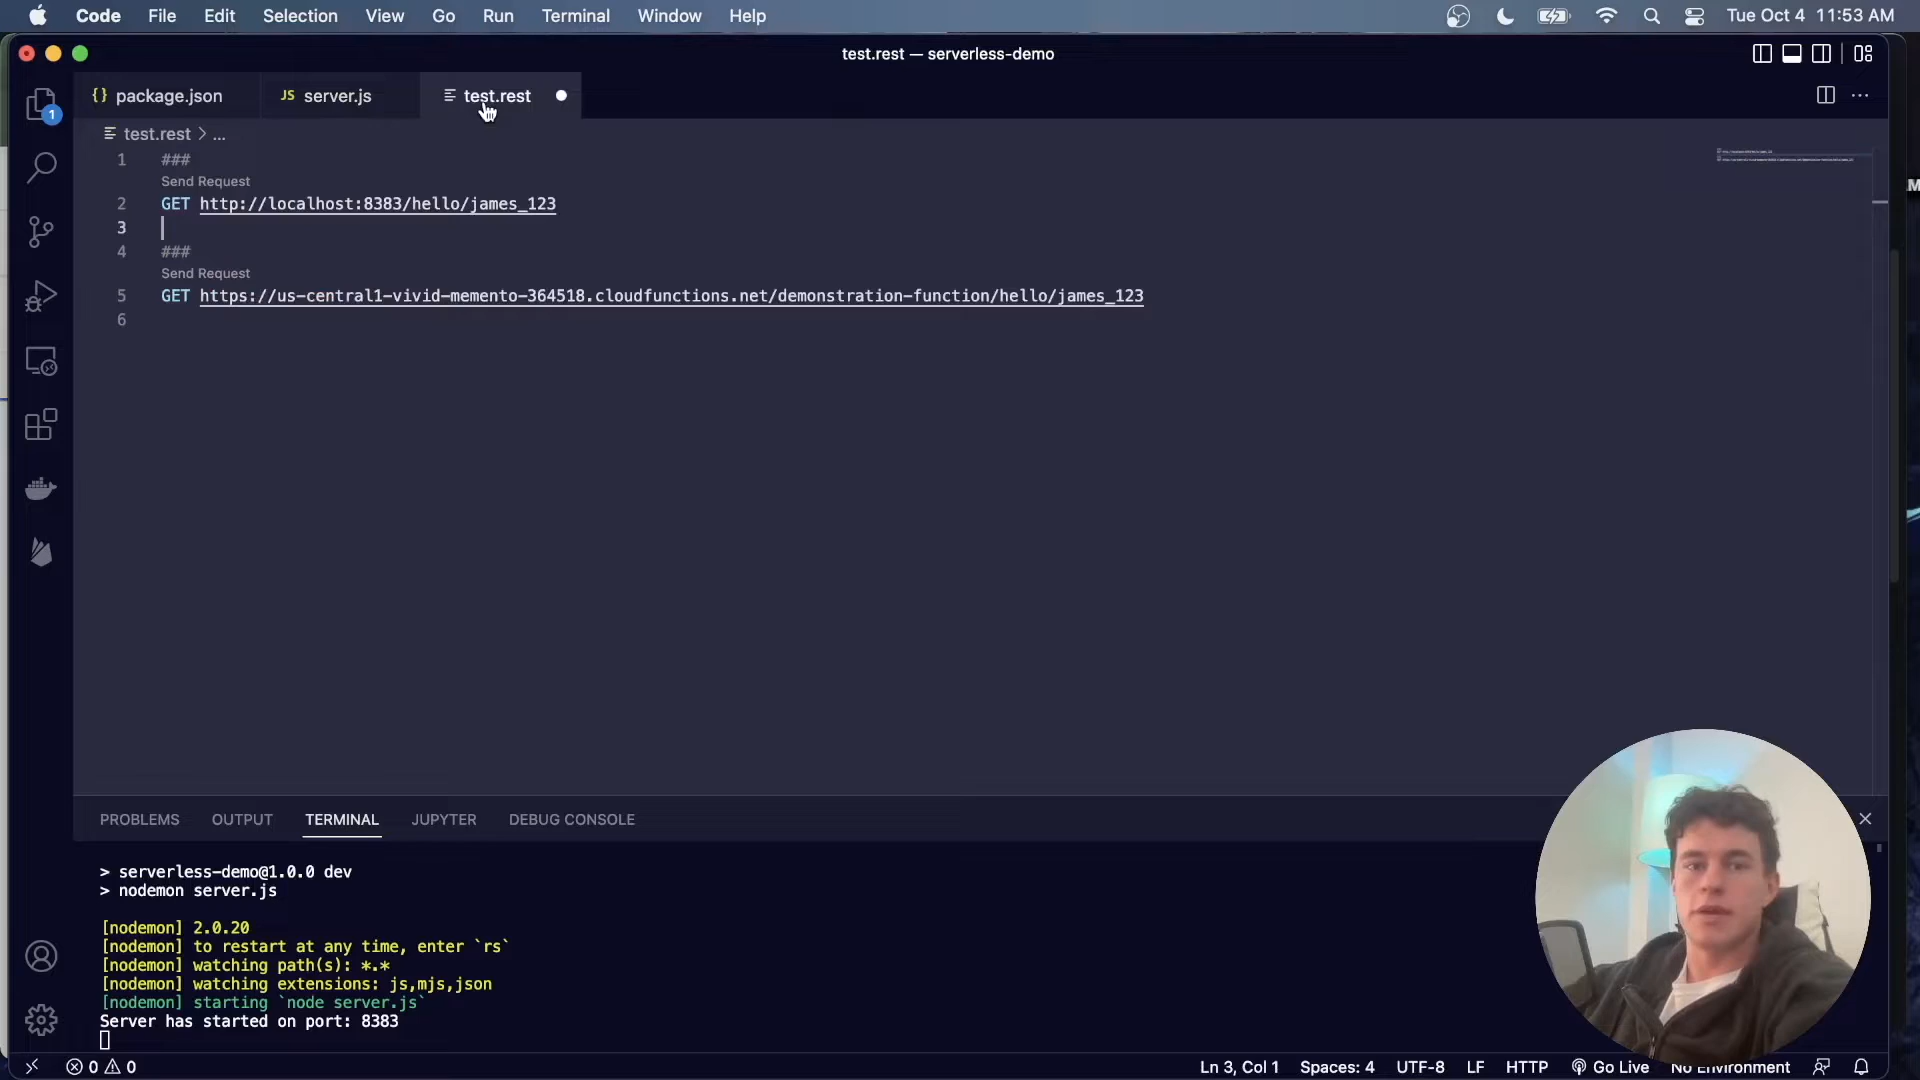 Code File Edit Selection View Go Run Terminal Window Help Tue Oct 4 11:53 AM
test.rest — serverless-demo
{} package.json JS server.js test.rest
test.rest > ...
1 ###
Send Request
2 GET http://localhost:8383/hello/james_123
3
4 ###
Send Request
5 GET https://us-central1-vivid-memento-364518.cloudfunctions.net/demonstration-function/hello/james_123
6
1
PROBLEMS OUTPUT TERMINAL JUPYTER DEBUG CONSOLE
> serverless-demo@1.0.0 dev
> nodemon server.js
[nodemon] 2.0.20
[nodemon] to restart at any time, enter `rs`
[nodemon] watching path(s): *.*
[nodemon] watching extensions: js,mjs,json
[nodemon] starting `node server.js`
Server has started on port: 8383
0 0 Ln 3, Col 1 Spaces: 4 UTF-8 LF HTTP Go Live No Environment